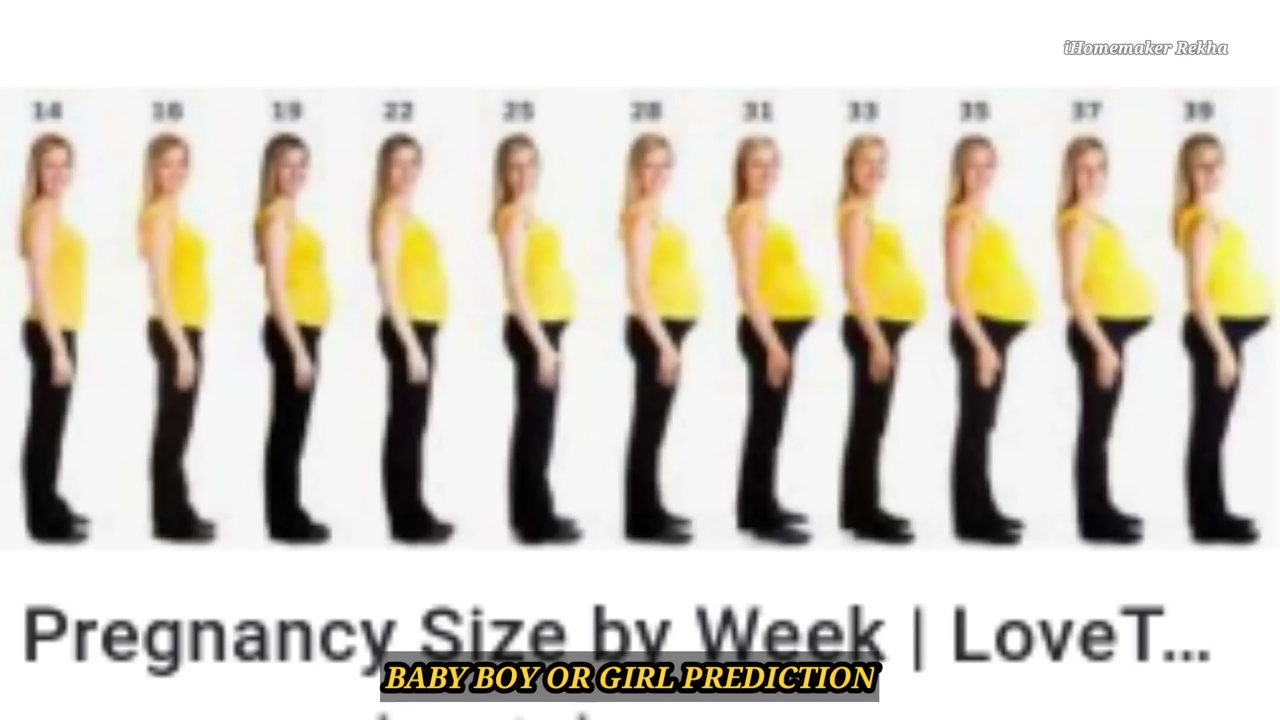 iHomemaker Rekha
14 16 19 22 25 28 31 33 35 37 39
Pregnancy Size by Week | LoveT...
BABY BOY OR GIRL PREDICTION